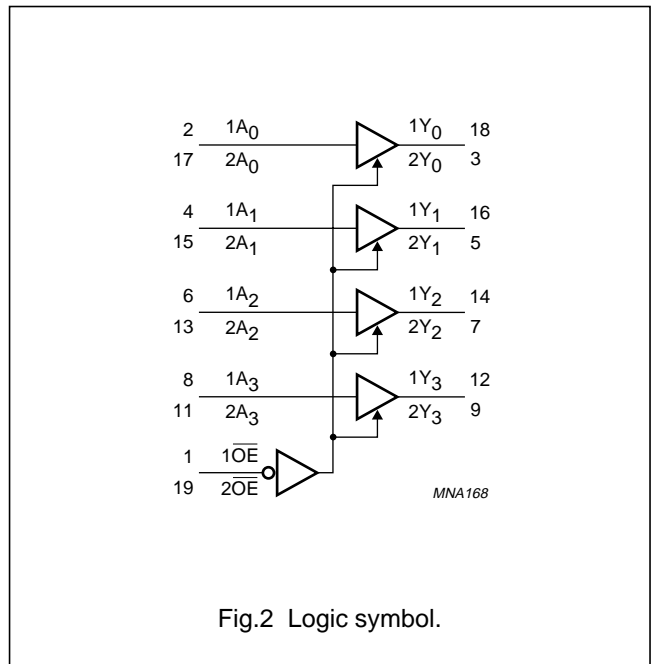 2 1A0 1Y0 18
17 2A0 2Y0 3
4 1A1 1Y1 16
15 2A1 2Y1 5
6 1A2 1Y2 14
13 2A2 2Y2 7
8 1A3 1Y3 12
11 2A3 2Y3 9
1 1O̅E̅
19 2O̅E̅
MNA168
Fig.2 Logic symbol.